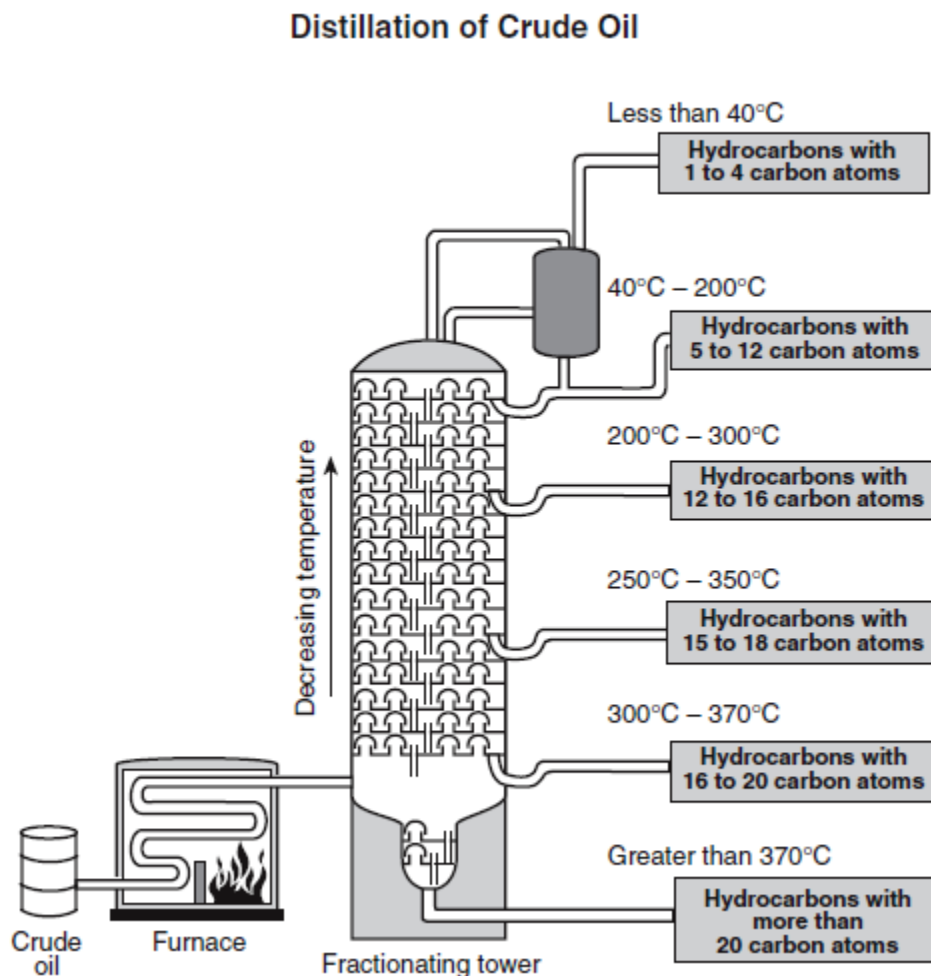 Distillation of Crude Oil
Less than 40°C
Hydrocarbons with
1 to 4 carbon atoms
40°C – 200°C
Hydrocarbons with
5 to 12 carbon atoms
200°C – 300°C
Hydrocarbons with
12 to 16 carbon atoms
Decreasing temperature
250°C – 350°C
Hydrocarbons with
15 to 18 carbon atoms
300°C – 370°C
Hydrocarbons with
16 to 20 carbon atoms
Greater than 370°C
Hydrocarbons with
more than
20 carbon atoms
Crude
oil
Furnace
Fractionating tower